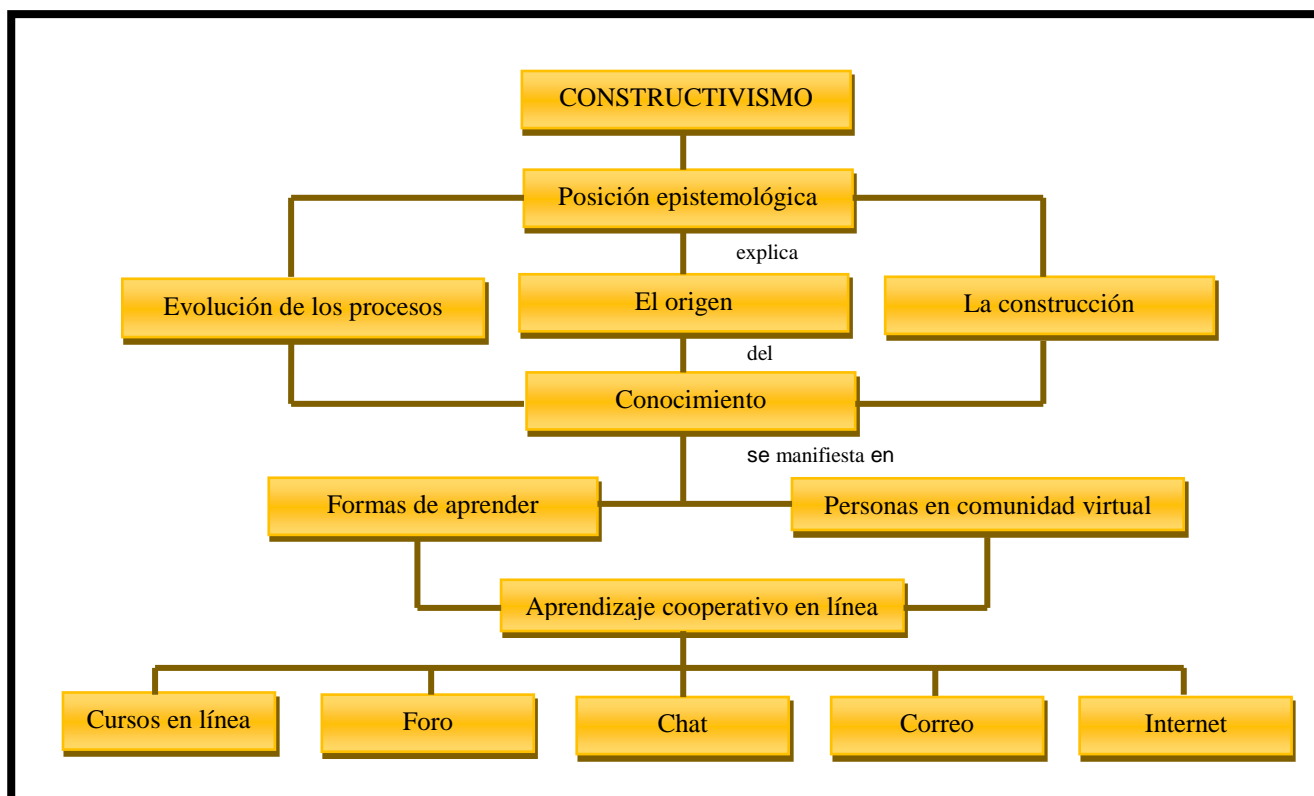 CONSTRUCTIVISMO
Posición epistemológica
explica
Evolución de los procesos
El origen
La construcción
del
Conocimiento
se manifiesta en
Formas de aprender
Personas en comunidad virtual
Aprendizaje cooperativo en línea
Cursos en línea
Foro
Chat
Correo
Internet